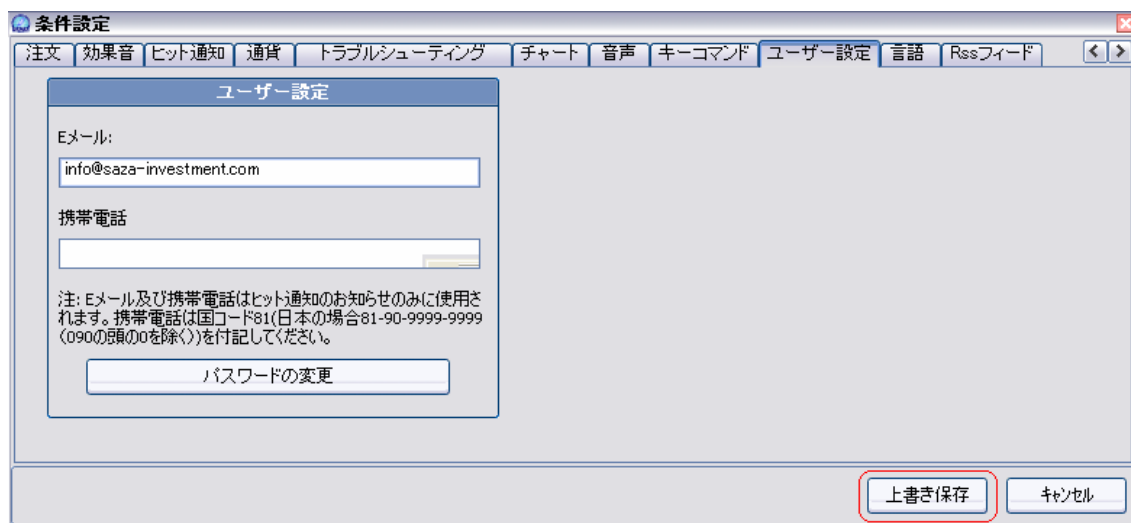 条件設定
注文 効果音 ヒット通知 通貨 トラブルシューティング チャート 音声 キーコマンド ユーザー設定 言語 Rssフィード
ユーザー設定
Eメール:
info@saza-investment.com
携帯電話
注: Eメール及び携帯電話はヒット通知のお知らせのみに使用さ
れます。携帯電話は国コード81(日本の場合81-90-9999-9999
(090の頭の0を除く))を付記してください。
パスワードの変更
上書き保存 キャンセル